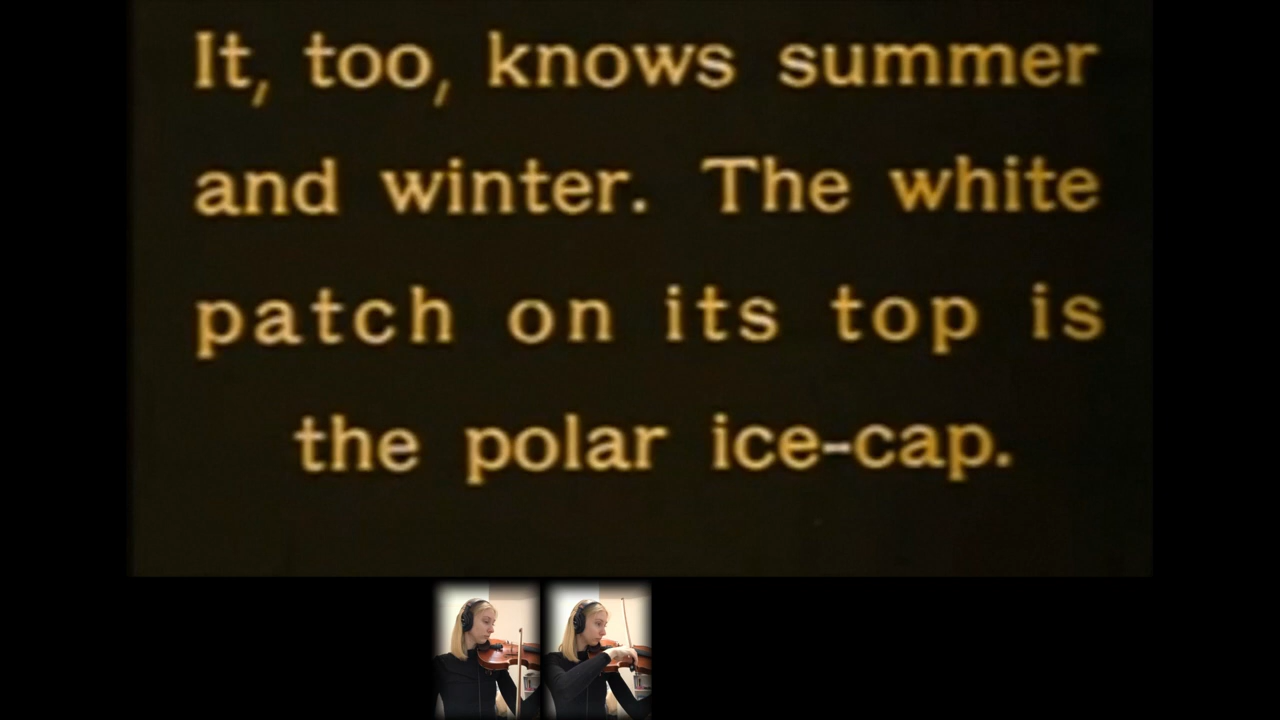 It, too, knows summer
and winter. The white
patch on its top is
the polar ice-cap.